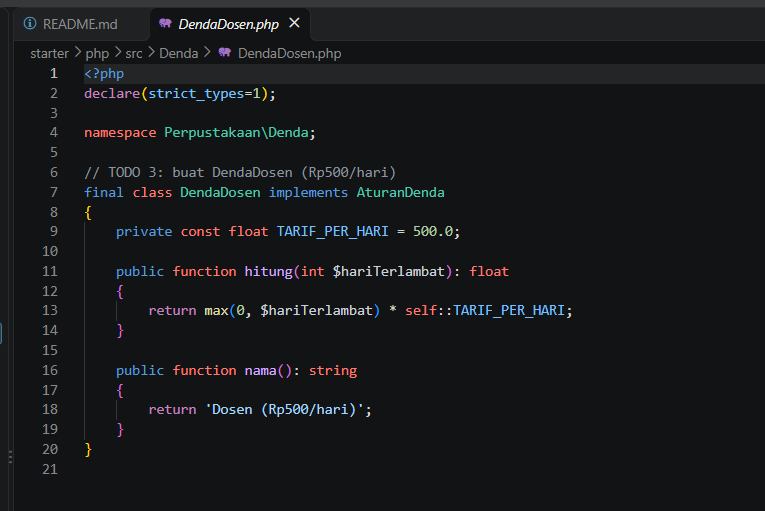 README.md DendaDosen.php
starter > php > src > Denda > DendaDosen.php
1 <?php
2 declare(strict_types=1);
3
4 namespace Perpustakaan\Denda;
5
6 // TODO 3: buat DendaDosen (Rp500/hari)
7 final class DendaDosen implements AturanDenda
8 {
9     private const float TARIF_PER_HARI = 500.0;
10
11     public function hitung(int $hariTerlambat): float
12     {
13         return max(0, $hariTerlambat) * self::TARIF_PER_HARI;
14     }
15
16     public function nama(): string
17     {
18         return 'Dosen (Rp500/hari)';
19     }
20 }
21